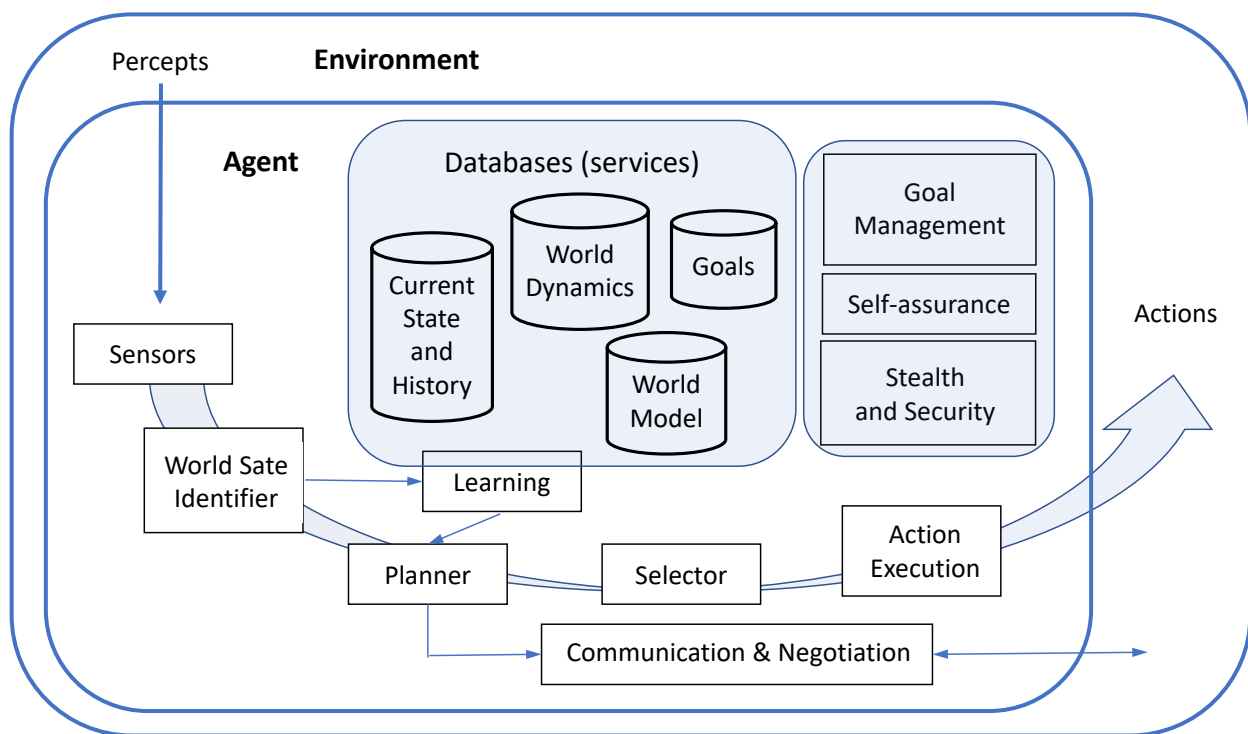 Percepts
Environment
Agent
Databases (services)
Current
State
and
History
World
Dynamics
Goals
World
Model
Goal
Management
Self-assurance
Stealth
and Security
Actions
Sensors
World Sate
Identifier
Learning
Planner
Selector
Action
Execution
Communication & Negotiation